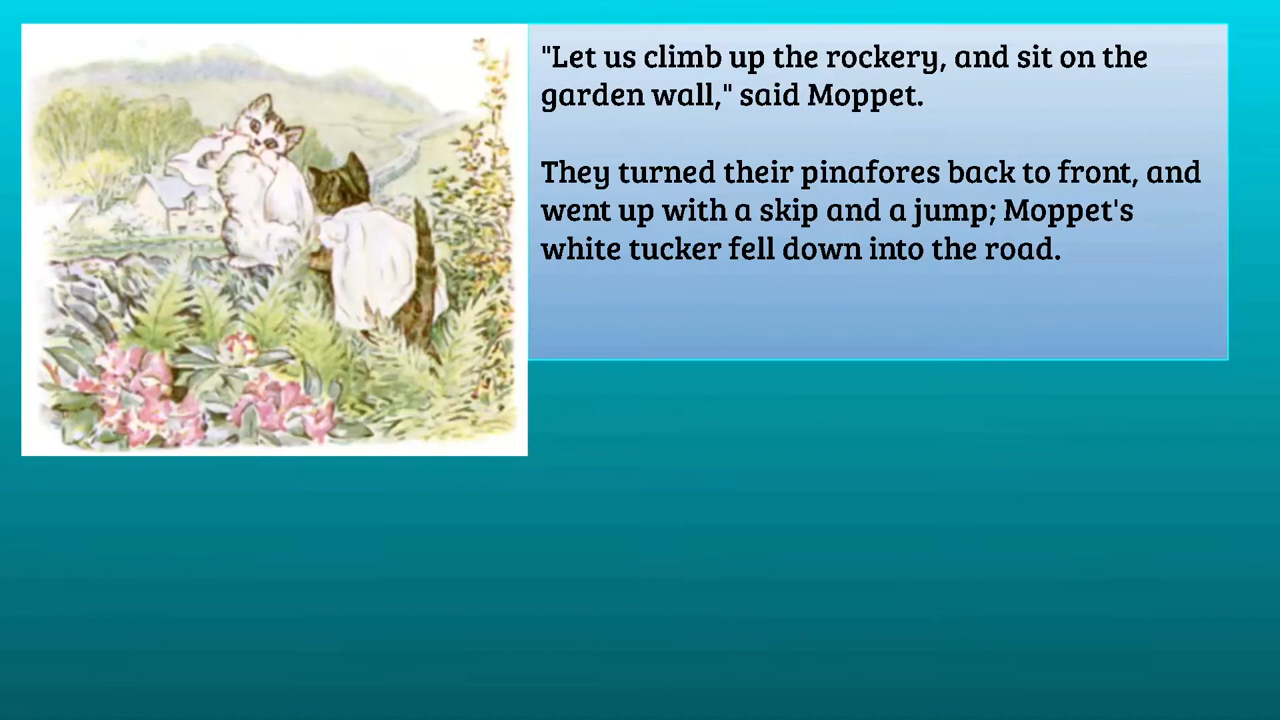 "Let us climb up the rockery, and sit on the
garden wall," said Moppet.
They turned their pinafores back to front, and
went up with a skip and a jump; Moppet's
white tucker fell down into the road.